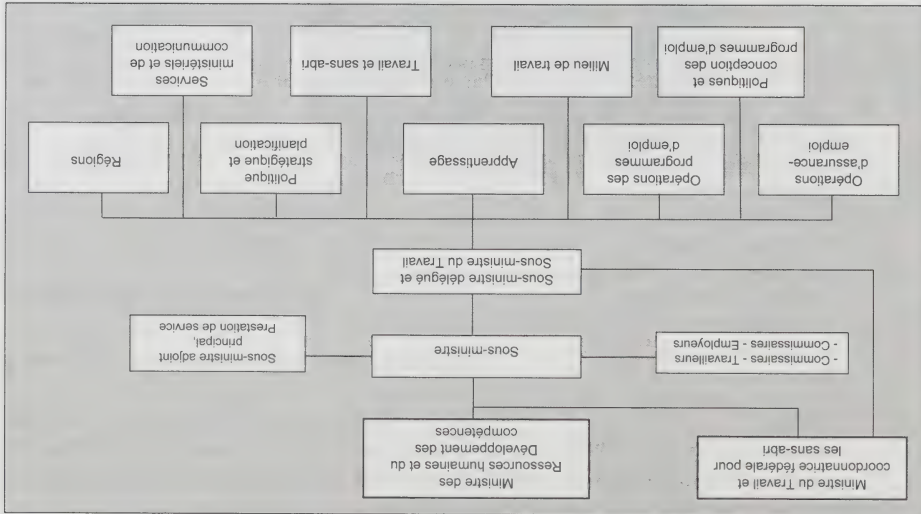 Ministre du Travail et
coordonnatrice fédérale pour
les sans-abri
Ministre des
Ressources humaines et du
Développement des
compétences
- Commissaires - Travailleurs
- Commissaires - Employeurs
Sous-ministre
Sous-ministre adjoint
principal,
Prestation de service
Sous-ministre délégué et
Sous-ministre du Travail
Opérations
d'assurance-
emploi
Opérations des
programmes
d'emploi
Apprentissage
Politique
stratégique et
planification
Régions
Politiques et
conception des
programmes d'emploi
Milieu de travail
Travail et sans-abri
Services
ministériels et de
communication